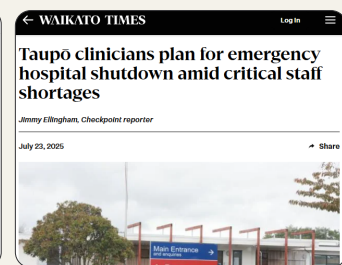 ← WAIKATO TIMES Log In
Taupō clinicians plan for emergency
hospital shutdown amid critical staff
shortages
Jimmy Ellingham, Checkpoint reporter
July 23, 2025 Share
Main Entrance
and enquiries